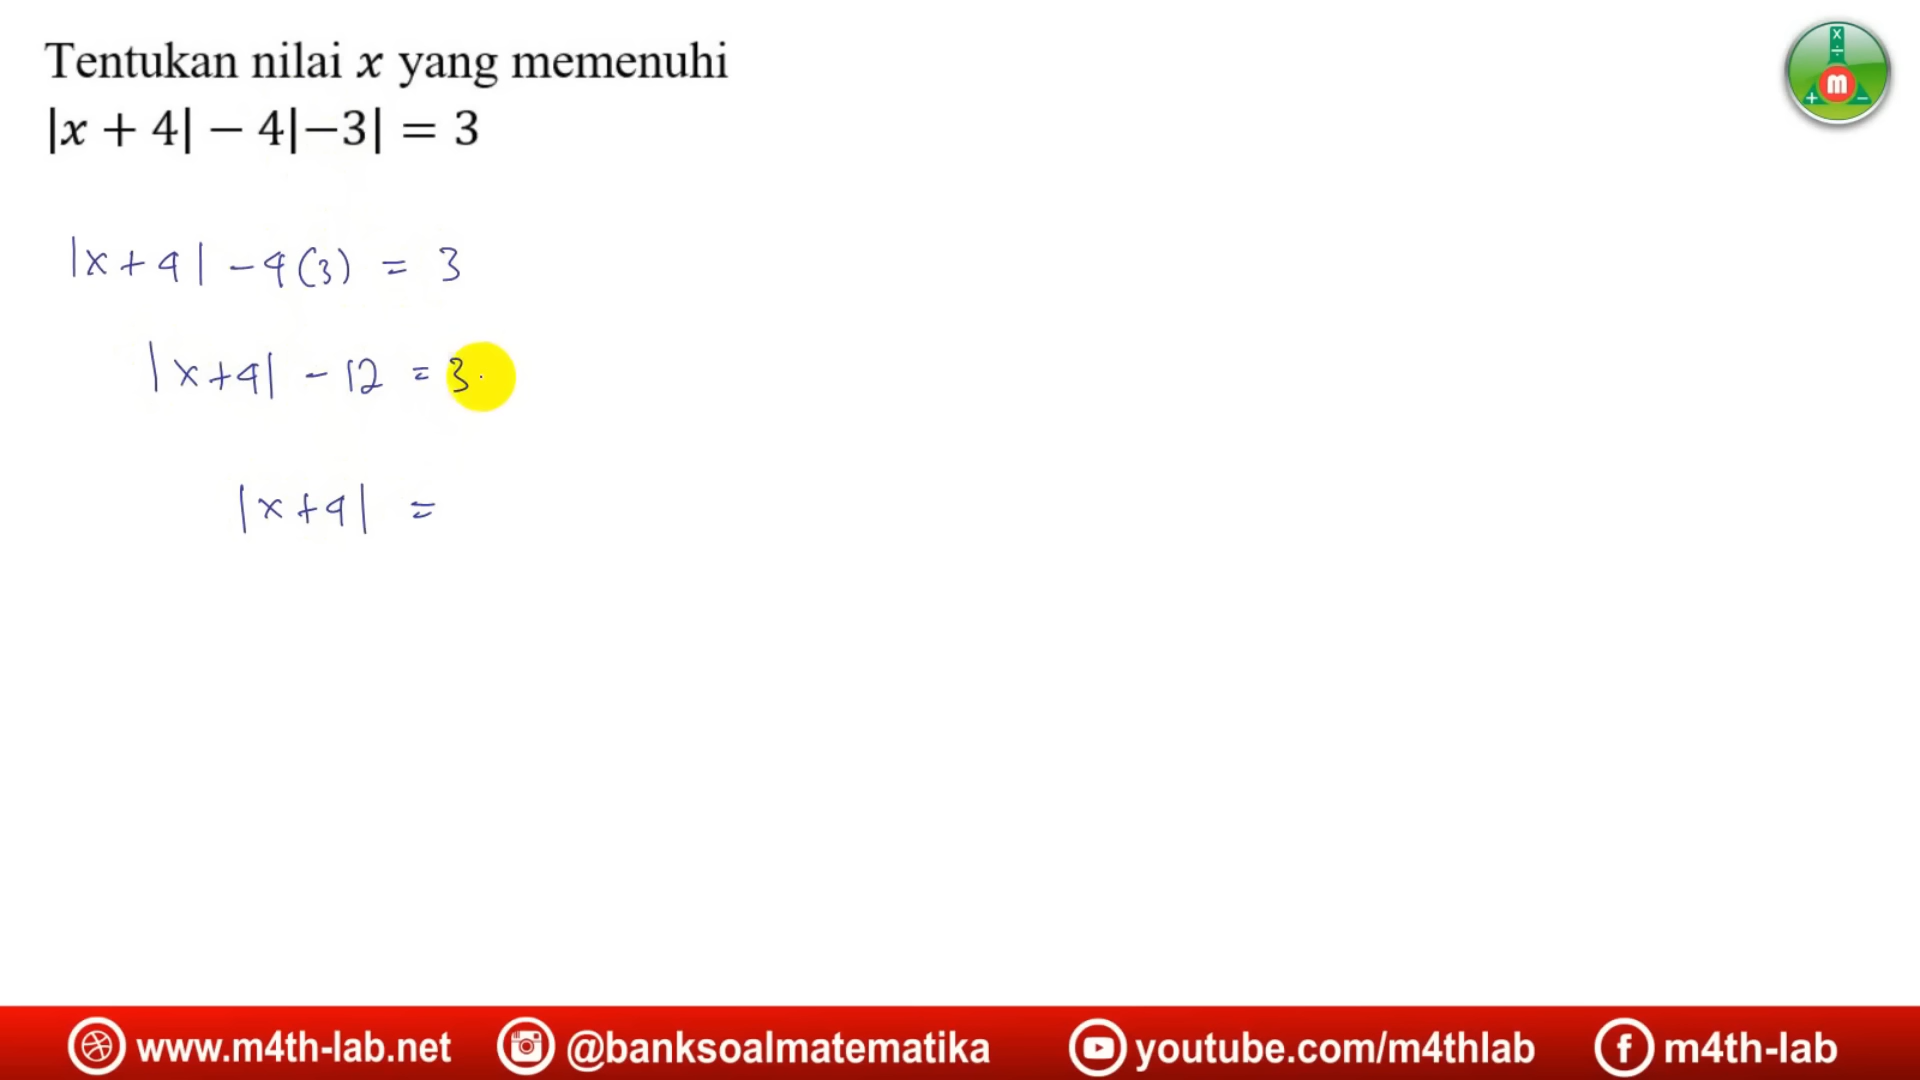 Tentukan nilai x yang memenuhi
|x + 4| − 4|−3| = 3
|x+4| − 4(3) = 3
|x+4| − 12 = 3
|x+4| =
x
÷
m
+ −
www.m4th-lab.net @banksoalmatematika youtube.com/m4thlab f m4th-lab